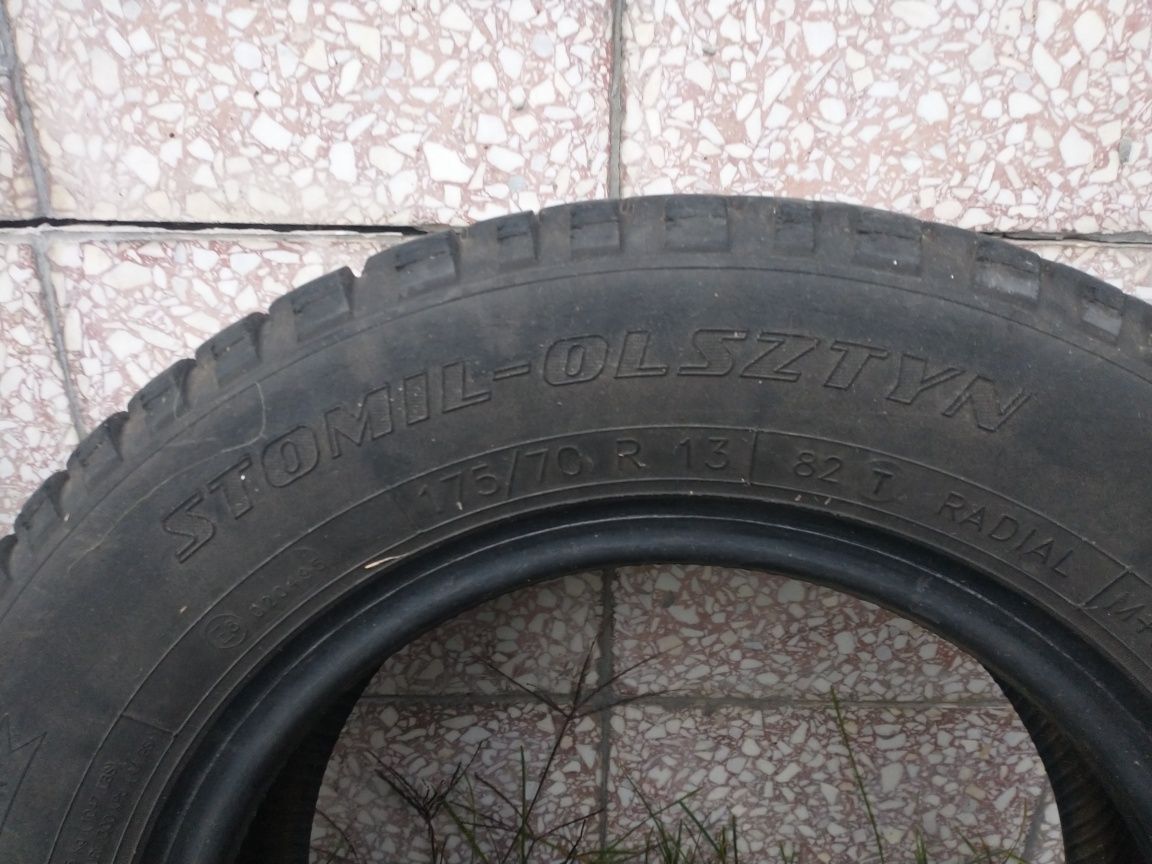 STOMIL-OLSZTYN
175/70 R 13 82 T RADIAL M+